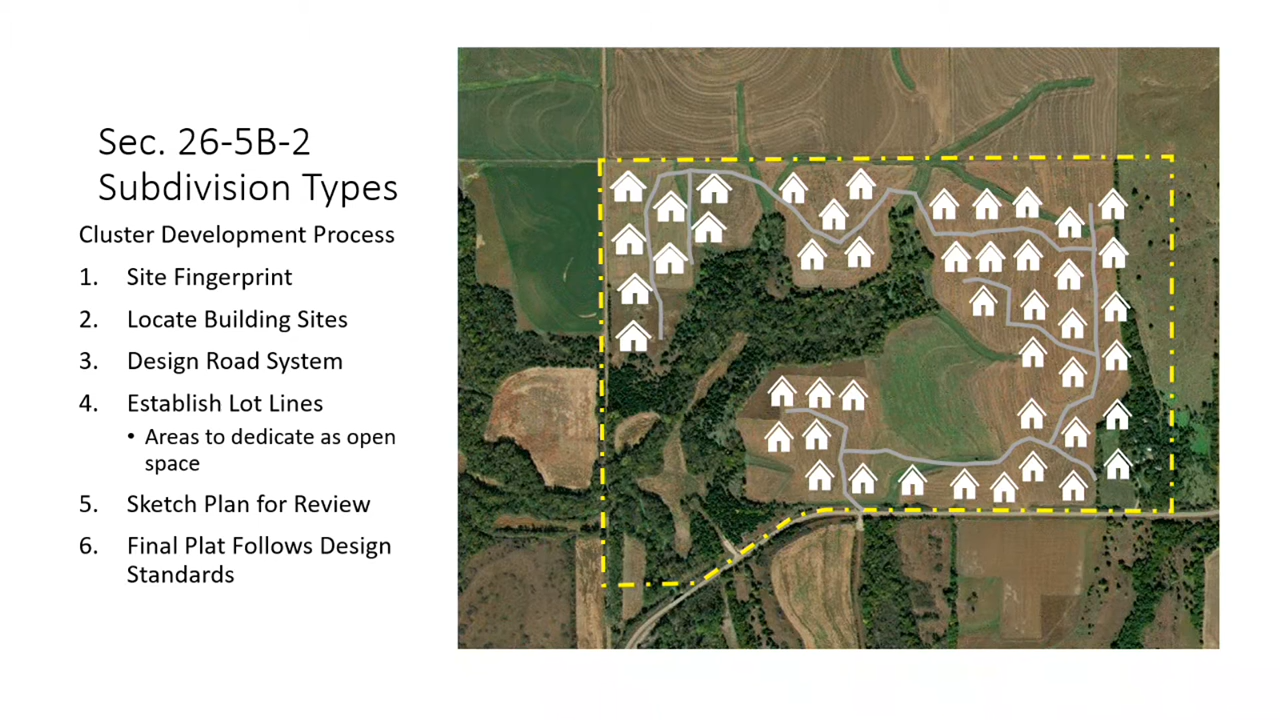 Sec. 26-5B-2
Subdivision Types
Cluster Development Process
1. Site Fingerprint
2. Locate Building Sites
3. Design Road System
4. Establish Lot Lines
• Areas to dedicate as open
space
5. Sketch Plan for Review
6. Final Plat Follows Design
Standards